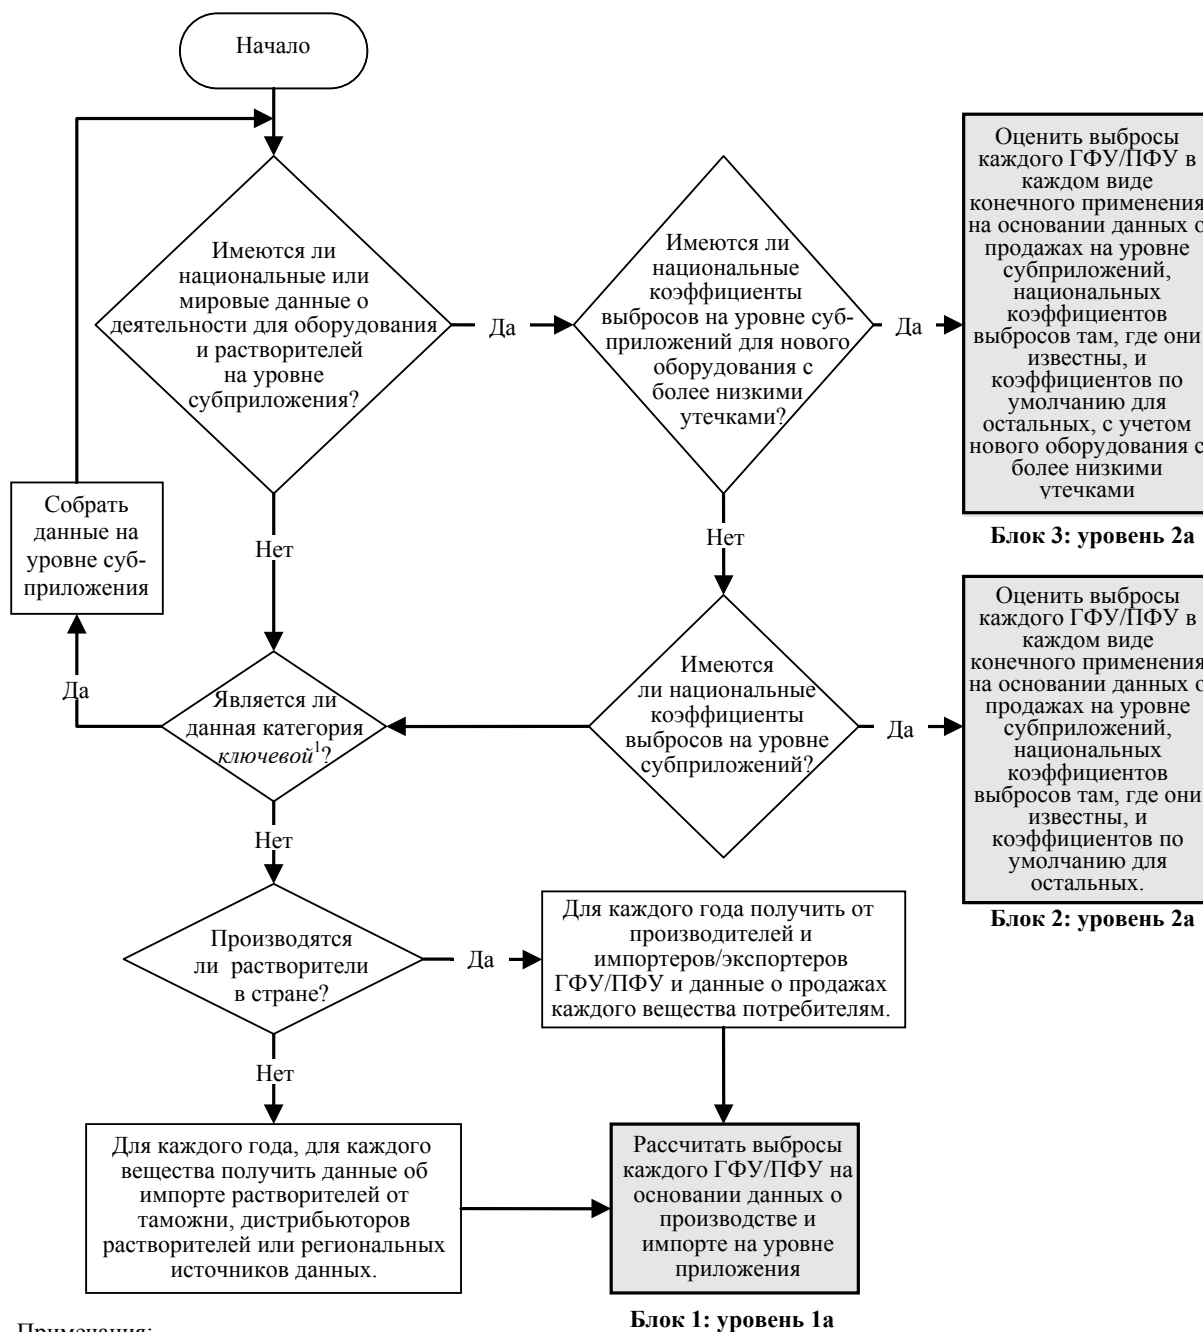 Начало
Имеются ли
национальные или
мировые данные о
деятельности для оборудования
и растворителей
на уровне
субприложения?
Да
Имеются ли
национальные
коэффициенты
выбросов на уровне суб-
приложений для нового
оборудования с
более низкими
утечками?
Да
Оценить выбросы
каждого ГФУ/ПФУ в
каждом виде
конечного применения
на основании данных о
продажах на уровне
субприложений,
национальных
коэффициентов
выбросов там, где они
известны, и
коэффициентов по
умолчанию для
остальных, с учетом
нового оборудования с
более низкими
утечками
Блок 3: уровень 2а
Собрать
данные на
уровне суб-
приложения
Нет
Нет
Да
Является ли
данная категория
ключевой¹?
Имеются
ли национальные
коэффициенты
выбросов на уровне
субприложений?
Да
Оценить выбросы
каждого ГФУ/ПФУ в
каждом виде
конечного применения
на основании данных о
продажах на уровне
субприложений,
национальных
коэффициентов
выбросов там, где они
известны, и
коэффициентов по
умолчанию для
остальных.
Блок 2: уровень 2а
Нет
Производятся
ли растворители
в стране?
Да
Для каждого года получить от
производителей и
импортеров/экспортеров
ГФУ/ПФУ и данные о продажах
каждого вещества потребителям.
Нет
Для каждого года, для каждого
вещества получить данные об
импорте растворителей от
таможни, дистрибьюторов
растворителей или региональных
источников данных.
Рассчитать выбросы
каждого ГФУ/ПФУ на
основании данных о
производстве и
импорте на уровне
приложения
Блок 1: уровень 1а
Примечания: